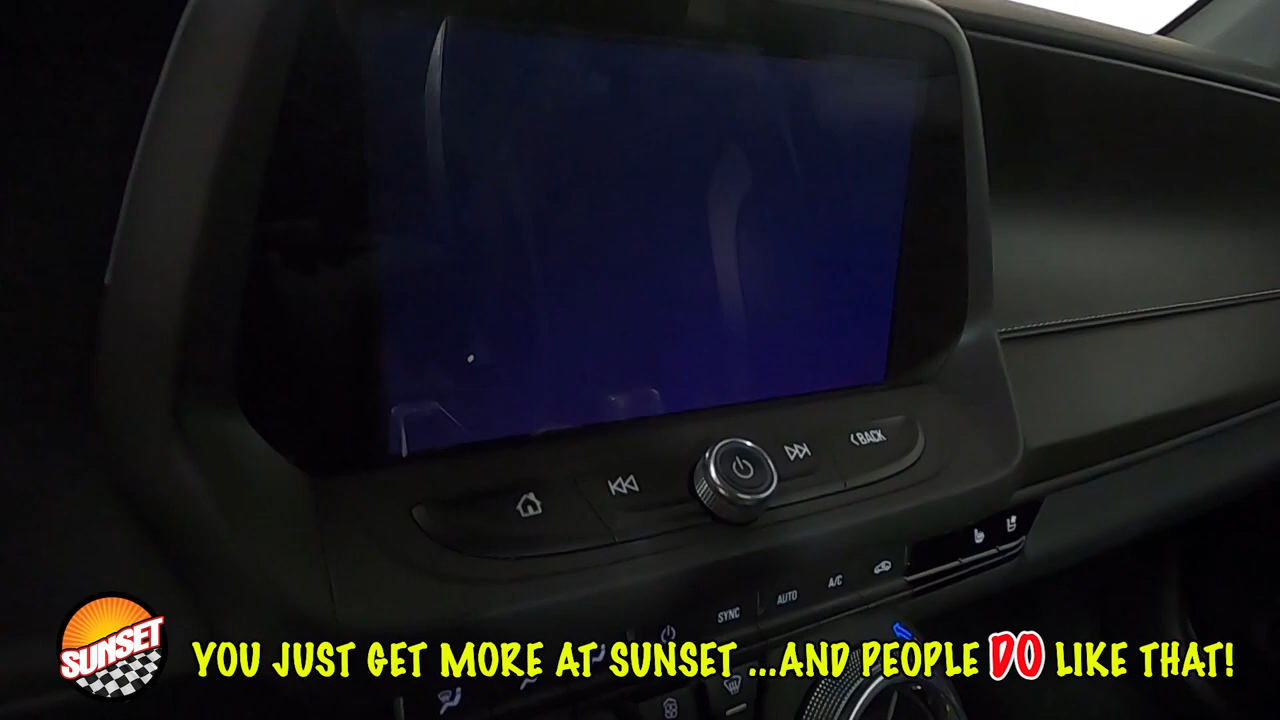 BACK
A/C
AUTO
SYNC
SUNSET
YOU JUST GET MORE AT SUNSET ...AND PEOPLE DO LIKE THAT!